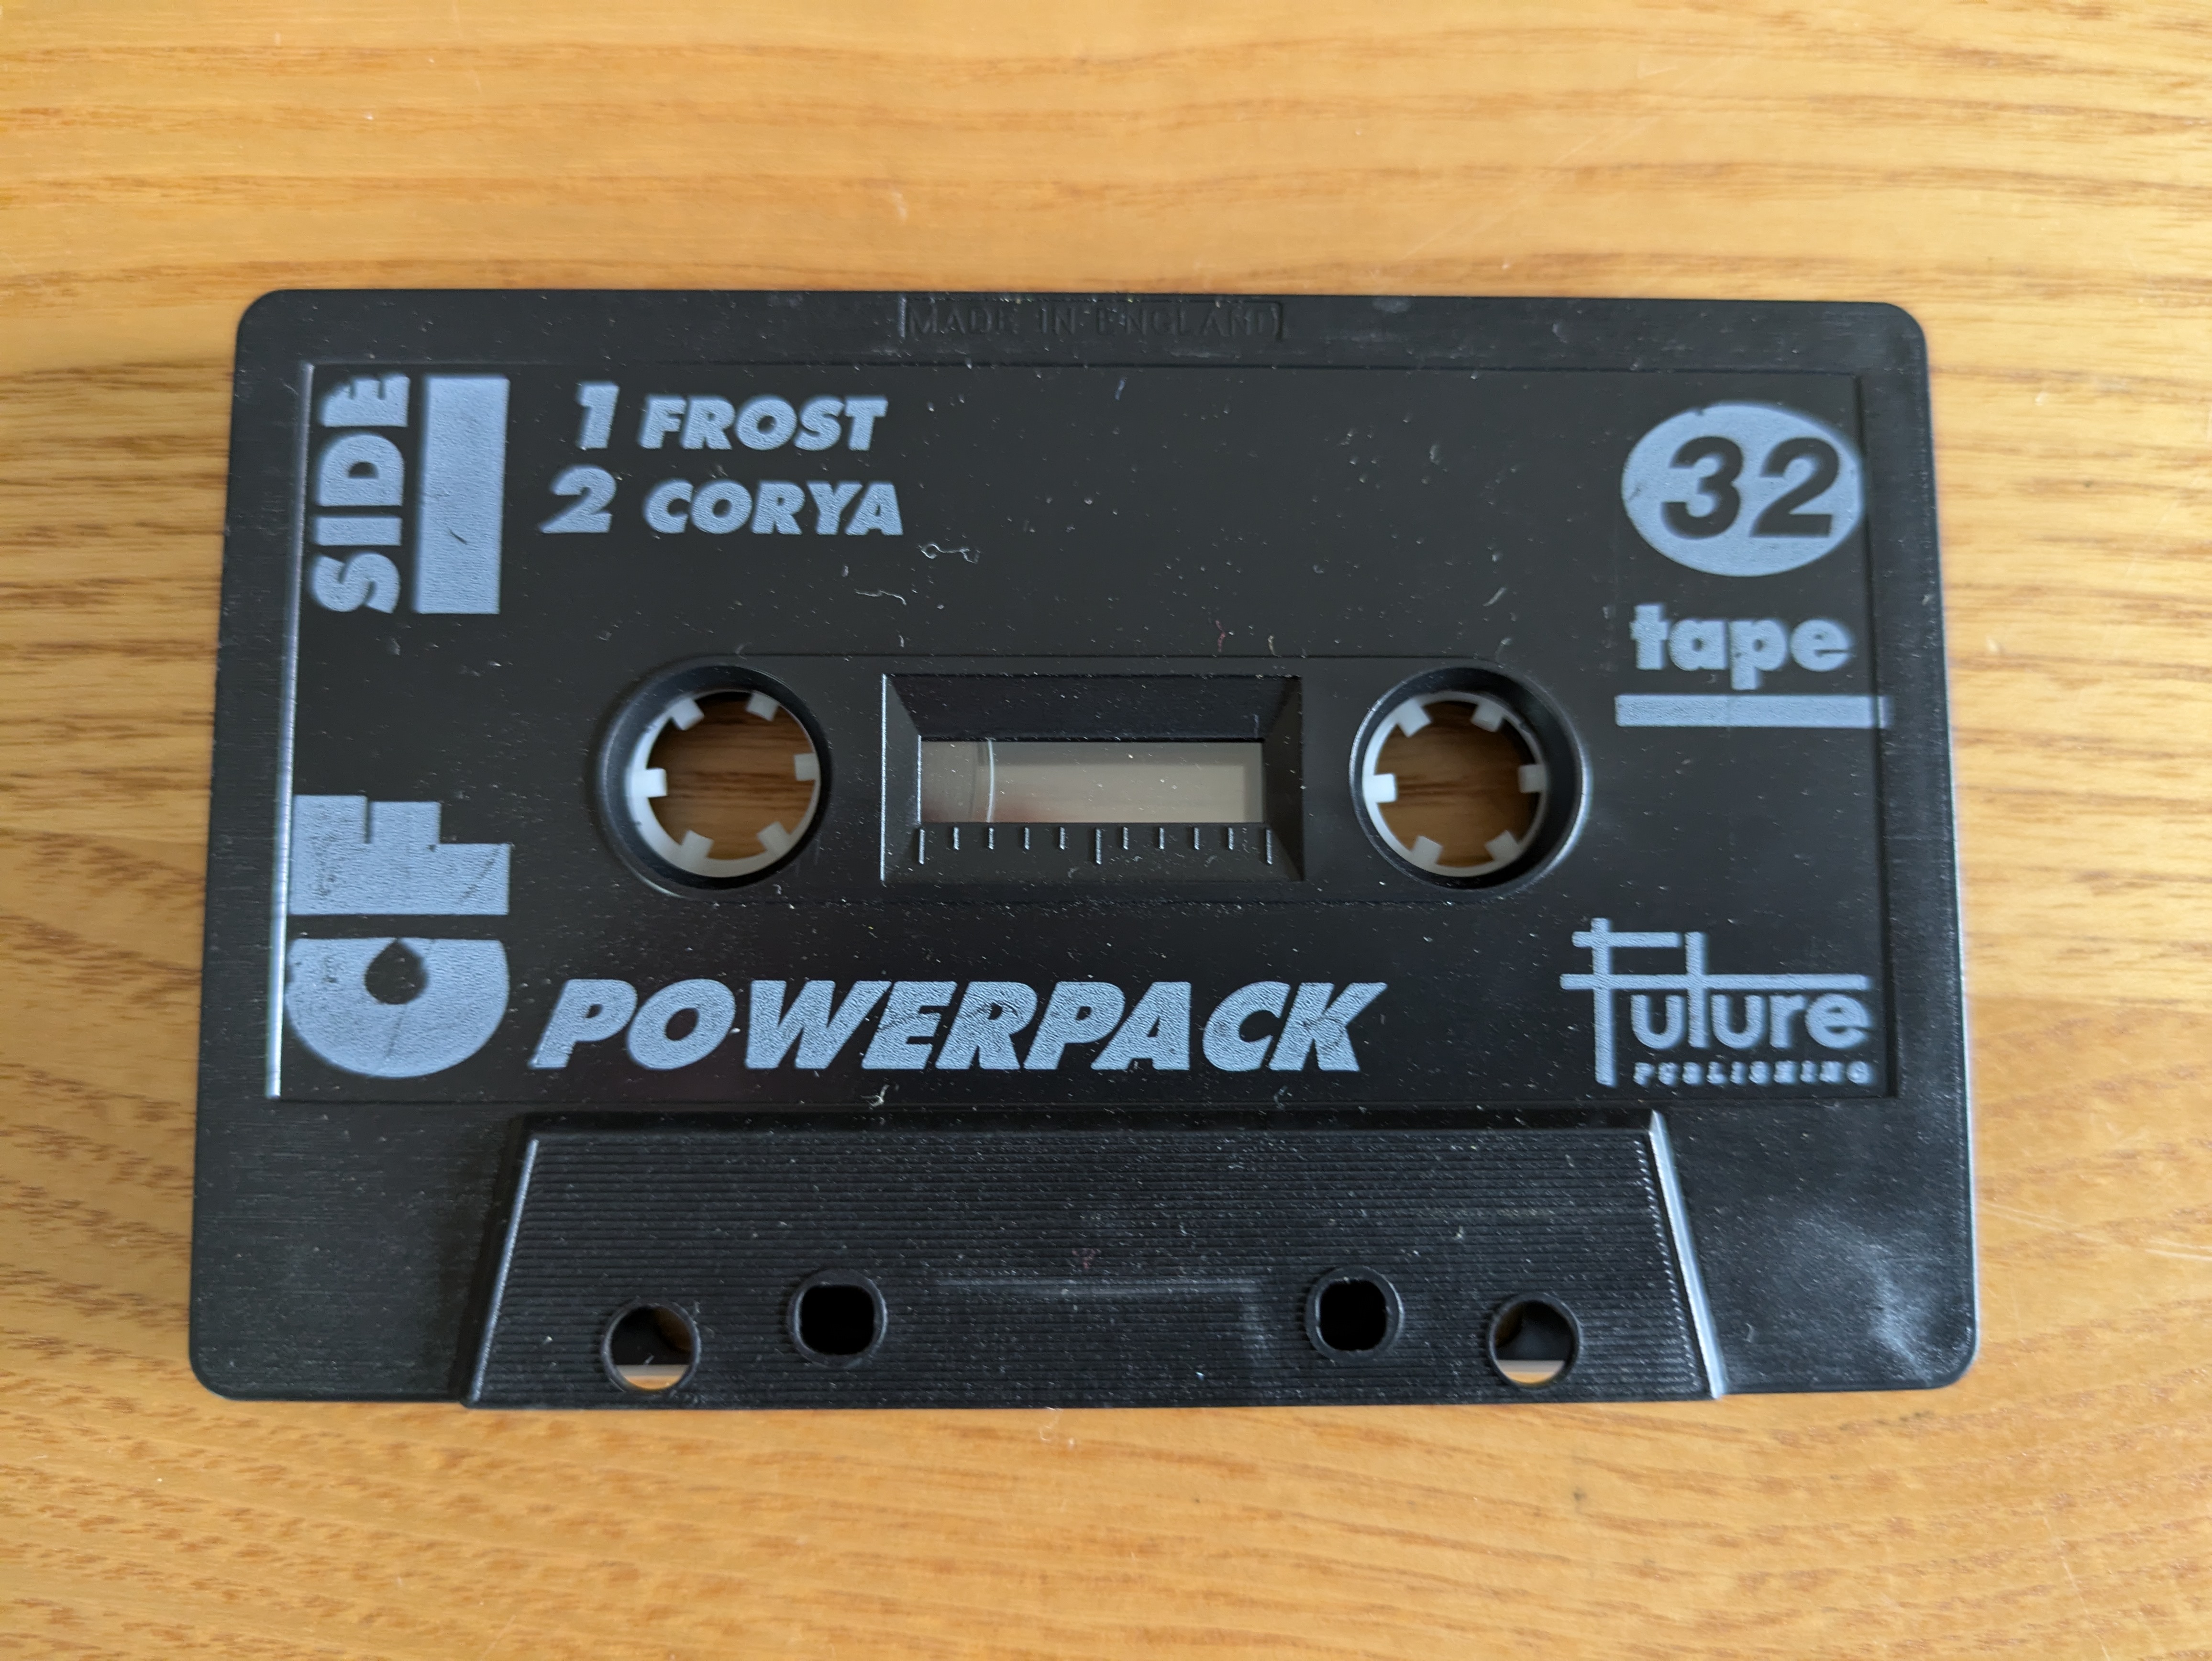 MADE IN ENGLAND
SIDE 1
1 FROST
2 CORYA
32
tape
CF
POWERPACK
Future
PUBLISHING